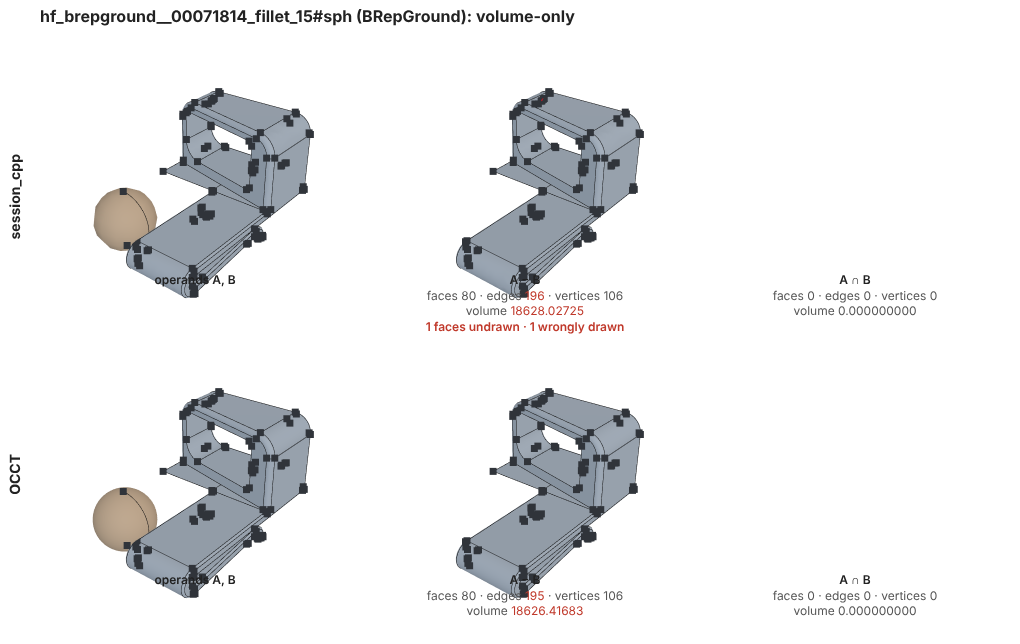 hf_brepground__00071814_fillet_15#sph (BRepGround): volume-only
session_cpp
operands A, B
faces 80 · edges 196 · vertices 106
volume 18628.02725
1 faces undrawn · 1 wrongly drawn
A ∩ B
faces 0 · edges 0 · vertices 0
volume 0.000000000
OCCT
operands A, B
faces 80 · edges 195 · vertices 106
volume 18626.41683
A ∩ B
faces 0 · edges 0 · vertices 0
volume 0.000000000